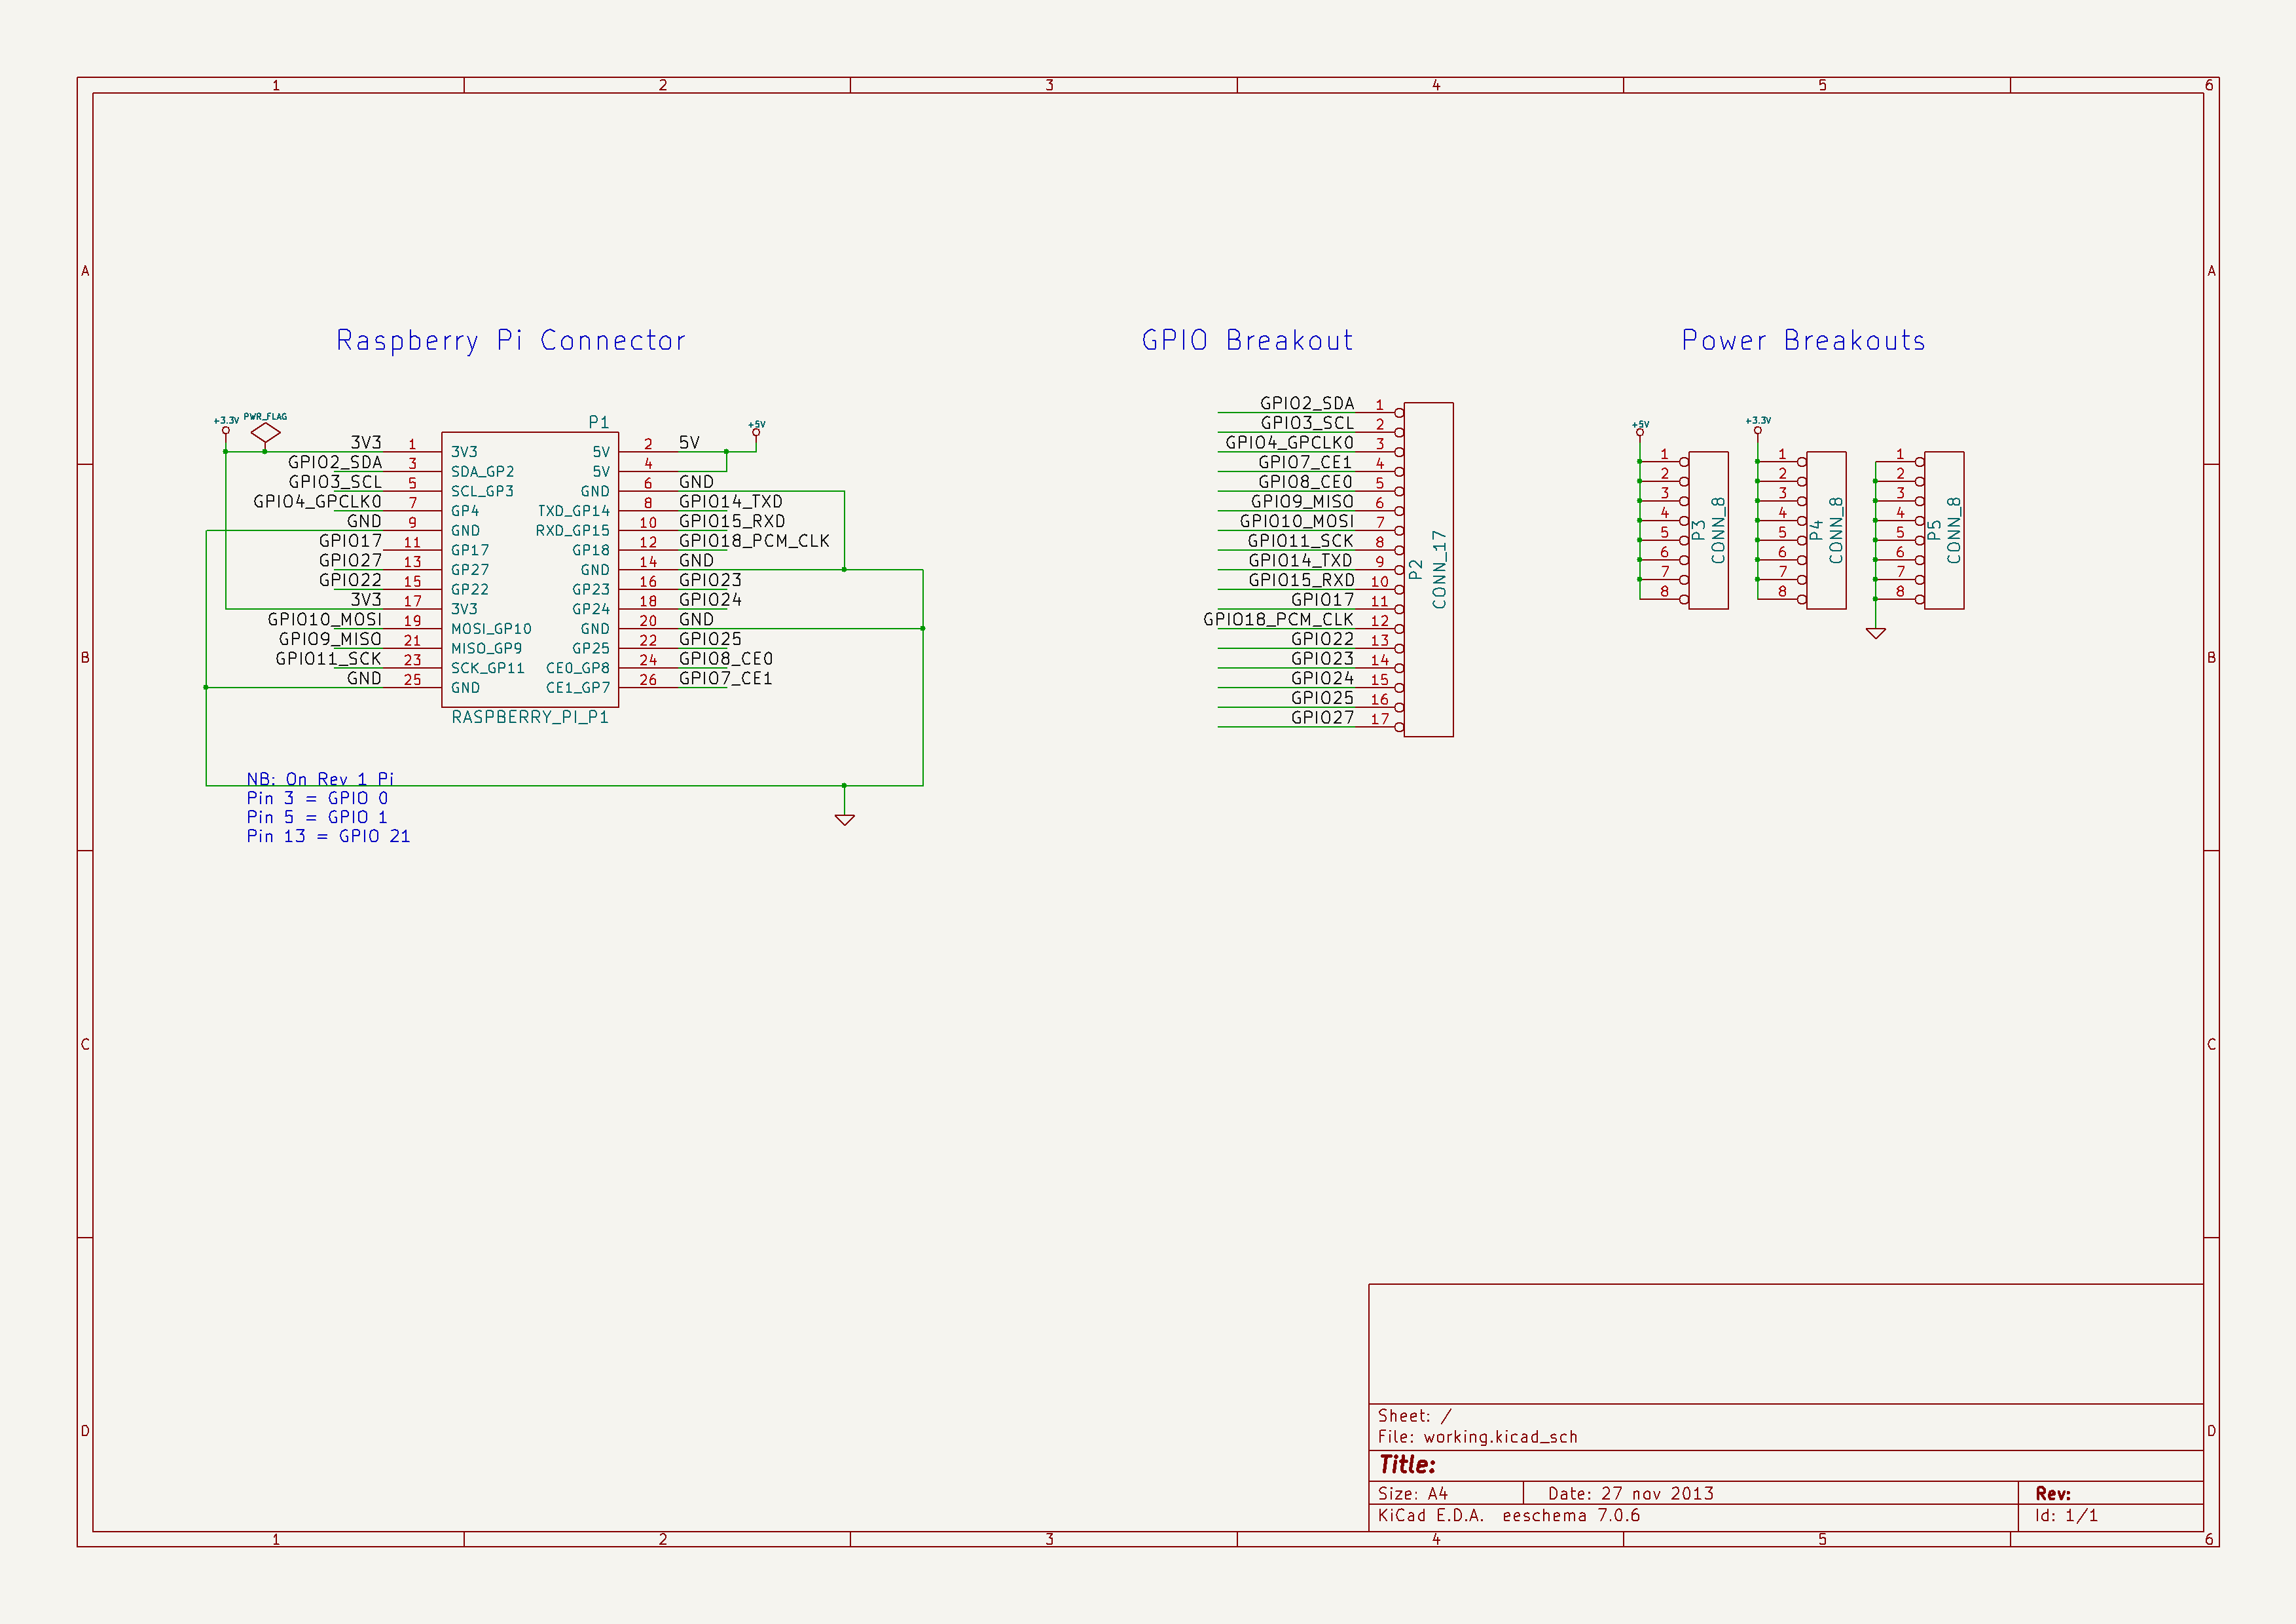 1 2 3 4 5 6
A A
Raspberry Pi Connector
GPIO Breakout
Power Breakouts
+3.3V PWR_FLAG
P1
+5V
3V3 1 3V3 5V 2 5V
GPIO2_SDA 3 SDA_GP2 5V 4
GPIO3_SCL 5 SCL_GP3 GND 6 GND
GPIO4_GPCLK0 7 GP4 TXD_GP14 8 GPIO14_TXD
GND 9 GND RXD_GP15 10 GPIO15_RXD
GPIO17 11 GP17 GP18 12 GPIO18_PCM_CLK
GPIO27 13 GP27 GND 14 GND
GPIO22 15 GP22 GP23 16 GPIO23
3V3 17 3V3 GP24 18 GPIO24
GPIO10_MOSI 19 MOSI_GP10 GND 20 GND
GPIO9_MISO 21 MISO_GP9 GP25 22 GPIO25
GPIO11_SCK 23 SCK_GP11 CE0_GP8 24 GPIO8_CE0
GND 25 GND CE1_GP7 26 GPIO7_CE1
RASPBERRY_PI_P1
NB: On Rev 1 Pi
Pin 3 = GPIO 0
Pin 5 = GPIO 1
Pin 13 = GPIO 21
GPIO2_SDA 1
GPIO3_SCL 2
GPIO4_GPCLK0 3
GPIO7_CE1 4
GPIO8_CE0 5
GPIO9_MISO 6
GPIO10_MOSI 7
GPIO11_SCK 8
GPIO14_TXD 9
GPIO15_RXD 10
GPIO17 11
GPIO18_PCM_CLK 12
GPIO22 13
GPIO23 14
GPIO24 15
GPIO25 16
GPIO27 17
P2
CONN_17
+5V
1
2
3
4
5
6
7
8
P3
CONN_8
+3.3V
1
2
3
4
5
6
7
8
P4
CONN_8
1
2
3
4
5
6
7
8
P5
CONN_8
B B
C C
D D
Sheet: /
File: working.kicad_sch
Title:
Size: A4 Date: 27 nov 2013 Rev:
KiCad E.D.A. eeschema 7.0.6 Id: 1/1
1 2 3 4 5 6